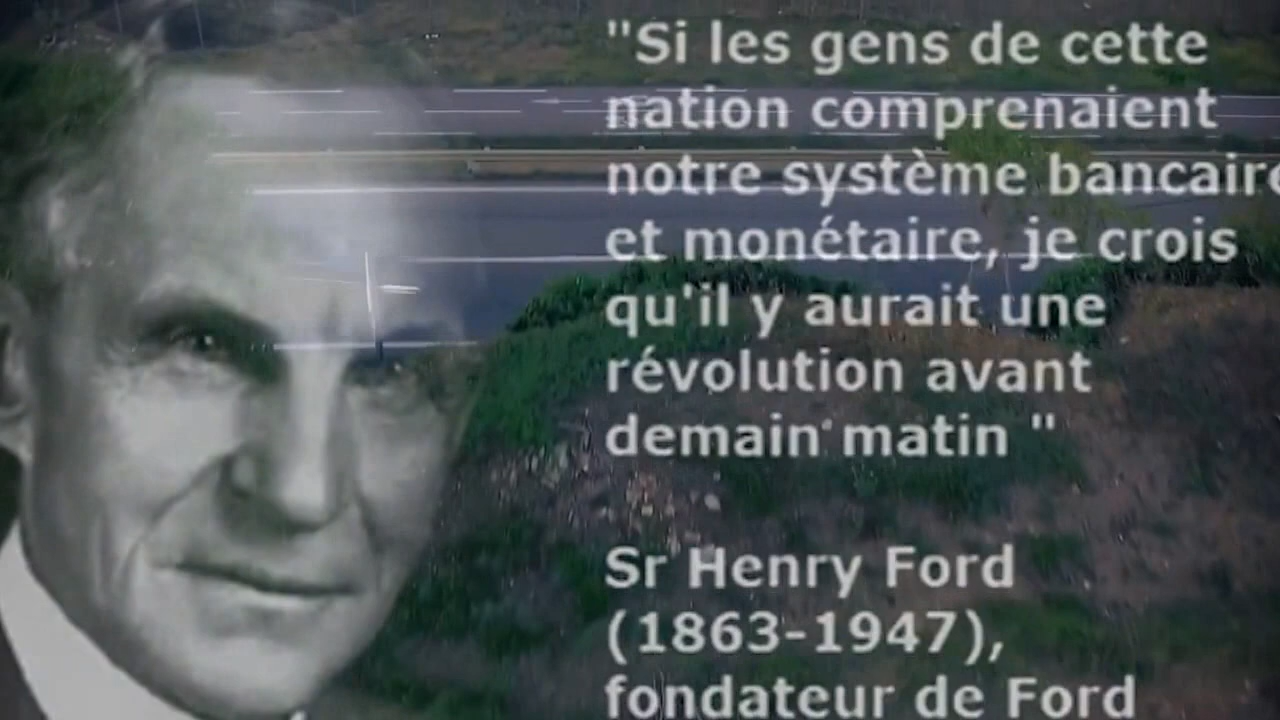 "Si les gens de cette
nation comprenaient
notre système bancaire
et monétaire, je crois
qu'il y aurait une
révolution avant
demain matin "
Sr Henry Ford
(1863-1947),
fondateur de Ford